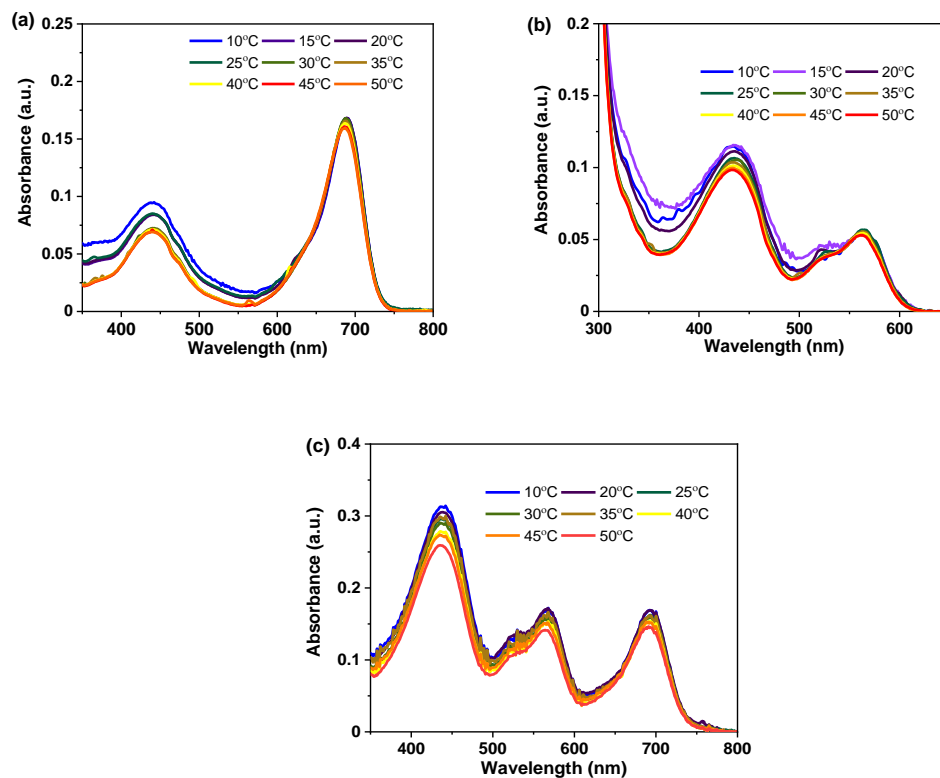 (a)
0.25
0.2
0.15
0.1
0.05
0
Absorbance (a.u.)
10°C 15°C 20°C
25°C 30°C 35°C
40°C 45°C 50°C
400 500 600 700 800
Wavelength (nm)
(b)
0.2
0.15
0.1
0.05
0
Absorbance (a.u.)
10°C 15°C 20°C
25°C 30°C 35°C
40°C 45°C 50°C
300 400 500 600
Wavelength (nm)
(c)
0.4
0.3
0.2
0.1
0
Absorbance (a.u.)
10°C 20°C 25°C
30°C 35°C 40°C
45°C 50°C
400 500 600 700 800
Wavelength (nm)